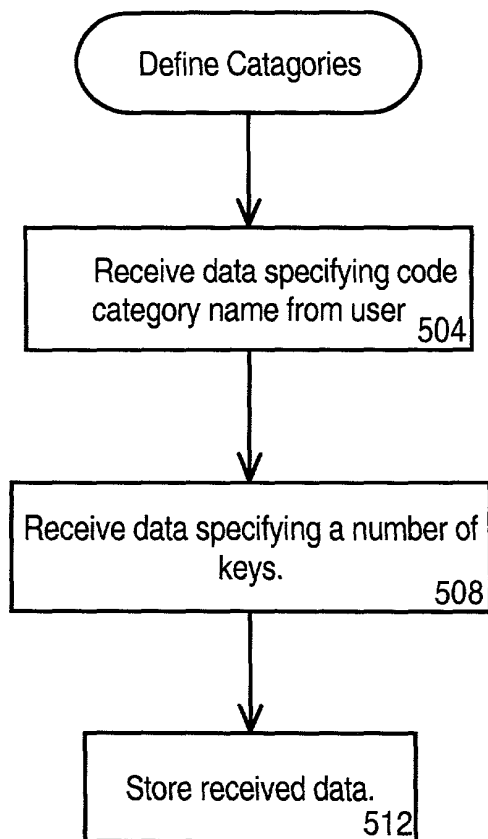 Define Catagories
Receive data specifying code
category name from user
504
Receive data specifying a number of
keys.
508
Store received data.
512